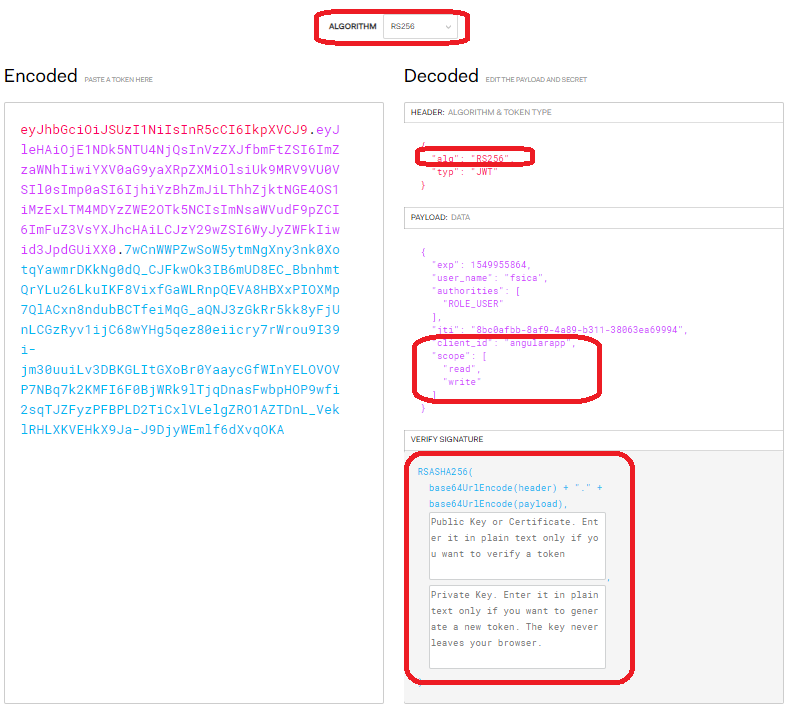 ALGORITHM RS256
Encoded PASTE A TOKEN HERE
eyJhbGciOiJSUzI1NiIsInR5cCI6IkpXVCJ9.eyJ
leHAiOjE1NDk5NTU4NjQsInVzZXJfbmFtZSI6ImZ
zaWNhIiwiYXV0aG9yaXRpZXMiOlsiUk9MRV9VU0V
SIl0sImp0aSI6IjhiYzBhZmJiLThhZjktNGE4OS1
iMzExLTM4MDYzZWE2OTk5NCIsImNsaWVudF9pZCI
6ImFuZ3VsYXJhcHAiLCJzY29wZSI6WyJyZWFkIiw
id3JpdGUiXX0.7wCnWWPZwSoW5ytmNgXny3nk0Xo
tqYawmrDKkNg0dQ_CJFkwOk3IB6mUD8EC_Bbnhmt
QrYLu26LkuIKF8VixfGaWLRnpQEVA8HBXxPIOXMp
7QlACxn8ndubBCTfeiMqG_aQNJ3zGkRr5kk8yFjU
nLCGzRyv1ijC68wYHg5qez80eiicry7rWrou9I39
i-
jm30uuiLv3DBKGLItGXoBr0YaaycGfWInYELOVOV
P7NBq7k2KMFI6F0BjWRk9lTjqDnasFwbpHOP9wfi
2sqTJZFyzPFBPLD2TiCxlVLelgZRO1AZTDnL_Vek
lRHLXKVEHkX9Ja-J9DjyWEmlf6dXvqOKA
Decoded EDIT THE PAYLOAD AND SECRET
HEADER: ALGORITHM & TOKEN TYPE
{
"alg": "RS256",
"typ": "JWT"
}
PAYLOAD: DATA
{
"exp": 1549955864,
"user_name": "fsica",
"authorities": [
"ROLE_USER"
],
"jti": "8bc0afbb-8af9-4a89-b311-38063ea69994",
"client_id": "angularapp",
"scope": [
"read",
"write"
]
}
VERIFY SIGNATURE
RSASHA256(
base64UrlEncode(header) + "." +
base64UrlEncode(payload),
Public Key or Certificate. Ent
er it in plain text only if yo
u want to verify a token
,
Private Key. Enter it in plain
text only if you want to gener
ate a new token. The key never
leaves your browser.